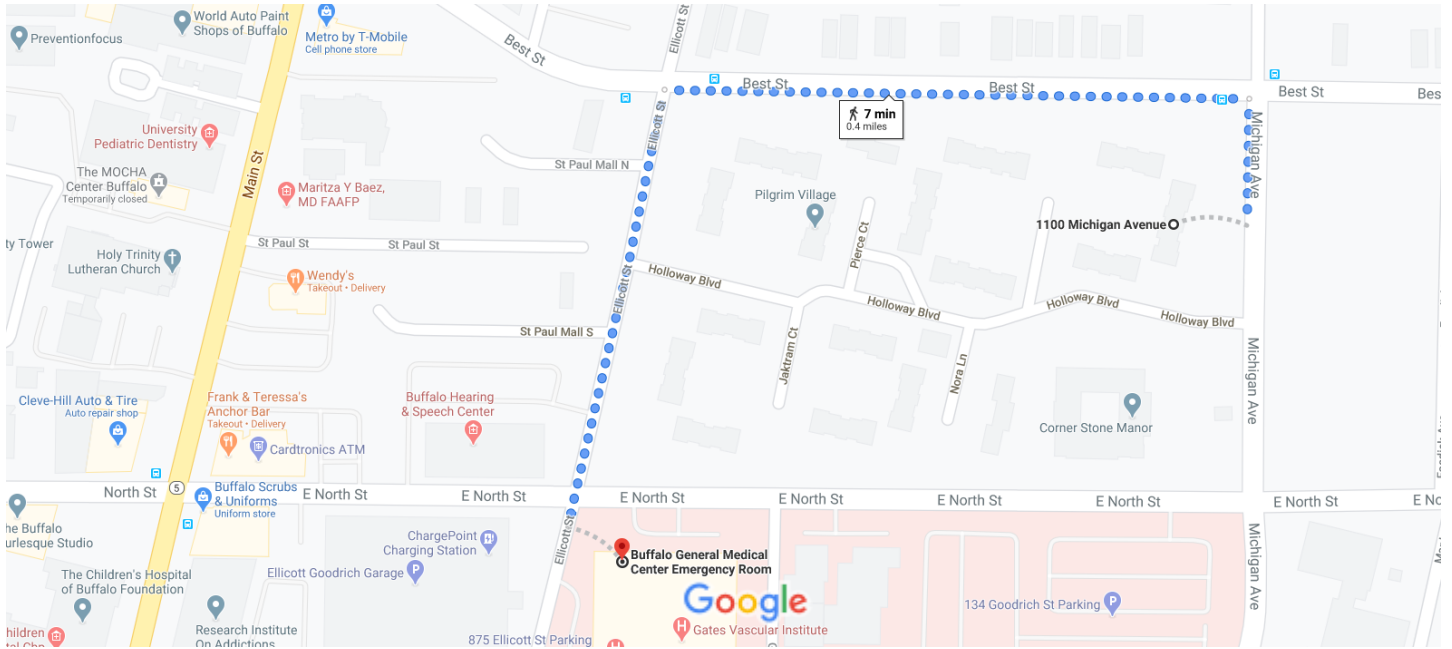 World Auto Paint
Shops of Buffalo
Preventionfocus
Metro by T-Mobile
Cell phone store
Best St
Ellicott St
Best St
Best St
Best St
Bes
7 min
0.4 miles
University
Pediatric Dentistry
Main St
Ellicott St
Michigan Ave
St Paul Mall N
The MOCHA
Center Buffalo
Temporarily closed
Maritza Y Baez,
MD FAAFP
Pilgrim Village
1100 Michigan Avenue
ty Tower
St Paul St
St Paul St
Pierce Ct
Holy Trinity
Lutheran Church
Wendy's
Takeout • Delivery
Ellicott St
Holloway Blvd
Holloway Blvd
Holloway Blvd
Holloway Blvd
St Paul Mall S
Jaktram Ct
Nora Ln
Michigan Ave
Cleve-Hill Auto & Tire
Auto repair shop
Frank & Teressa's
Anchor Bar
Takeout • Delivery
Buffalo Hearing
& Speech Center
Corner Stone Manor
Cardtronics ATM
North St
5
Buffalo Scrubs
& Uniforms
Uniform store
E North St
E North St
E North St
E North St
E North St
E North St
E No
he Buffalo
urlesque Studio
ChargePoint
Charging Station
Ellicott St
Michigan Ave
Buffalo General Medical
Center Emergency Room
Ellicott Goodrich Garage
The Children's Hospital
of Buffalo Foundation
Google
134 Goodrich St Parking
Research Institute
On Addictions
875 Ellicott St Parking
Gates Vascular Institute
hildren